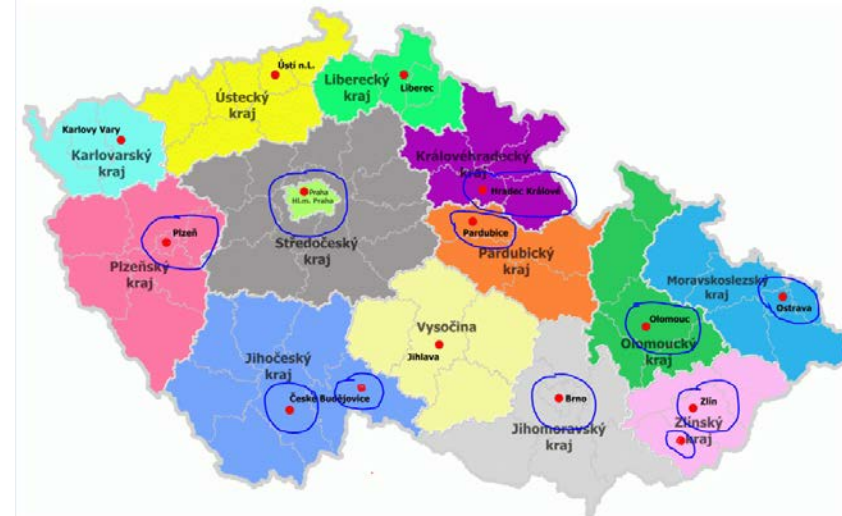 Ústí n.L.
Ústecký
kraj
Liberecký
kraj
Liberec
Karlovy Vary
Karlovarský
kraj
Královehradecký
kraj
Hradec Králové
Praha
Hl.m. Praha
Středočeský
kraj
Plzeň
Plzeňský
kraj
Pardubice
Pardubický
kraj
Moravskoslezský
kraj
Ostrava
Olomouc
Olomoucký
kraj
Vysočina
Jihlava
Jihočeský
kraj
České Budějovice
Brno
Jihomoravský
kraj
Zlín
Zlínský
kraj